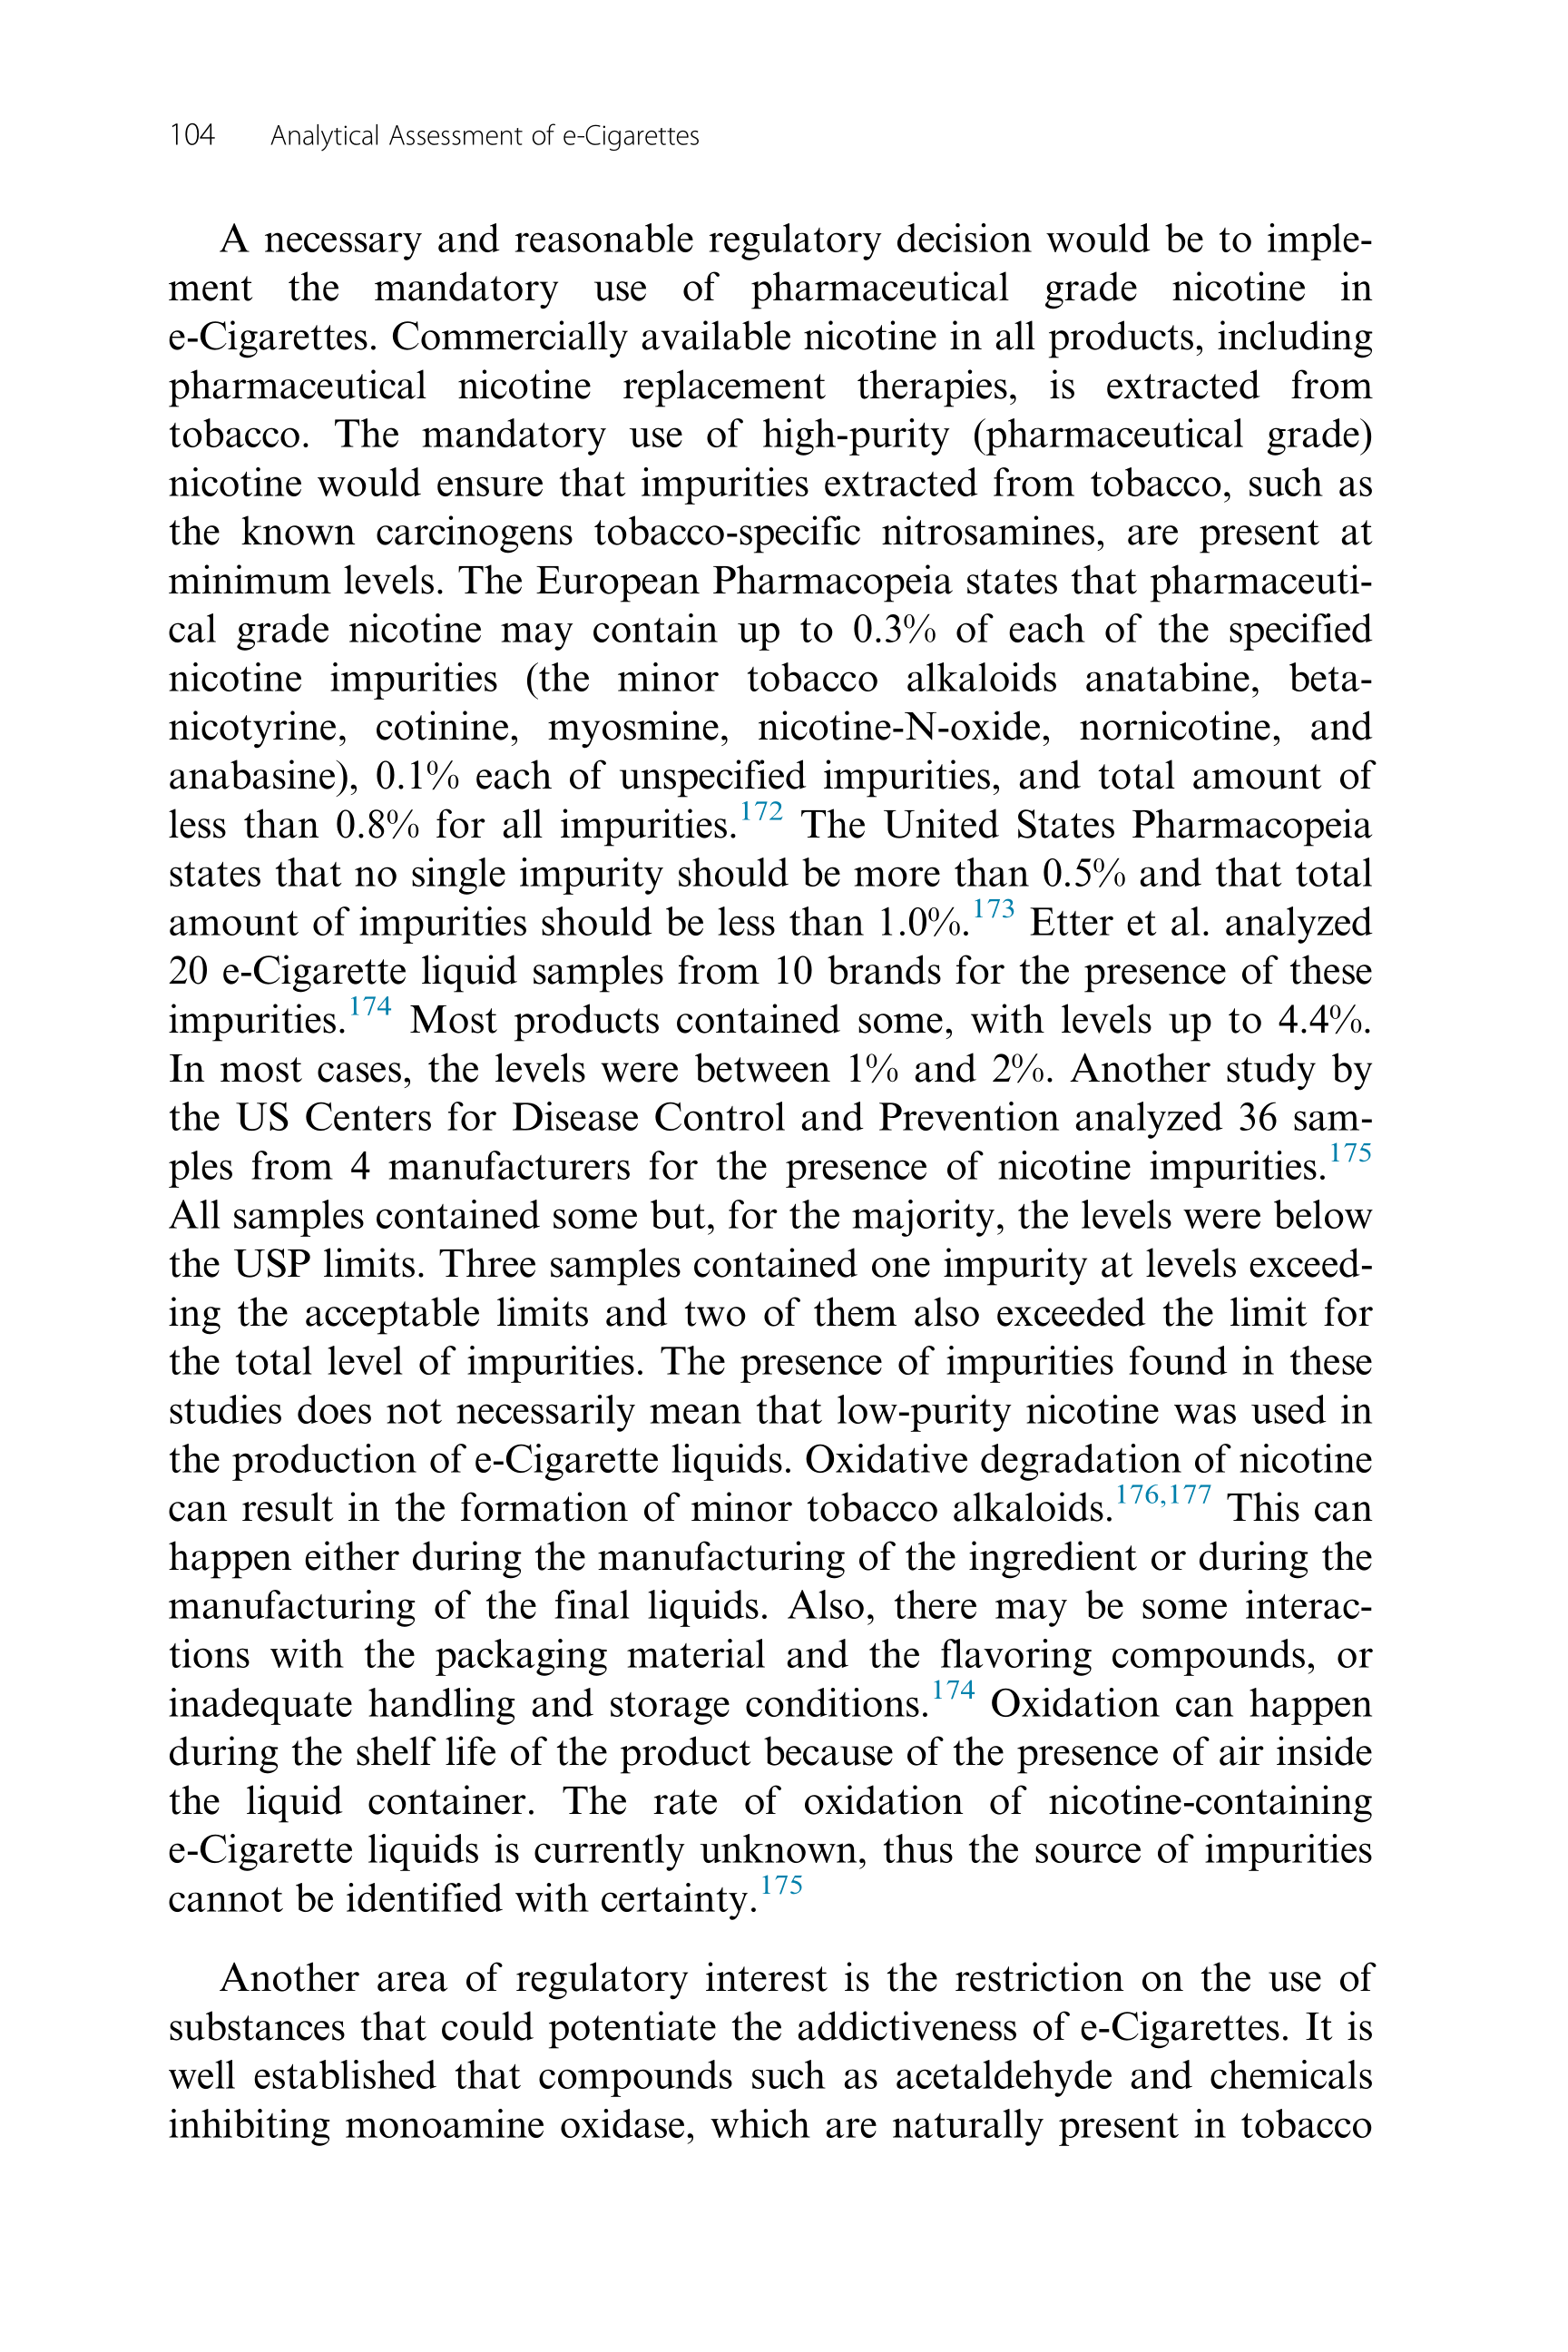 104 Analytical Assessment of e-Cigarettes
A necessary and reasonable regulatory decision would be to imple-
ment the mandatory use of pharmaceutical grade nicotine in
e-Cigarettes. Commercially available nicotine in all products, including
pharmaceutical nicotine replacement therapies, is extracted from
tobacco. The mandatory use of high-purity (pharmaceutical grade)
nicotine would ensure that impurities extracted from tobacco, such as
the known carcinogens tobacco-specific nitrosamines, are present at
minimum levels. The European Pharmacopeia states that pharmaceuti-
cal grade nicotine may contain up to 0.3% of each of the specified
nicotine impurities (the minor tobacco alkaloids anatabine, beta-
nicotyrine, cotinine, myosmine, nicotine-N-oxide, nornicotine, and
anabasine), 0.1% each of unspecified impurities, and total amount of
less than 0.8% for all impurities.172 The United States Pharmacopeia
states that no single impurity should be more than 0.5% and that total
amount of impurities should be less than 1.0%.173 Etter et al. analyzed
20 e-Cigarette liquid samples from 10 brands for the presence of these
impurities.174 Most products contained some, with levels up to 4.4%.
In most cases, the levels were between 1% and 2%. Another study by
the US Centers for Disease Control and Prevention analyzed 36 sam-
ples from 4 manufacturers for the presence of nicotine impurities.175
All samples contained some but, for the majority, the levels were below
the USP limits. Three samples contained one impurity at levels exceed-
ing the acceptable limits and two of them also exceeded the limit for
the total level of impurities. The presence of impurities found in these
studies does not necessarily mean that low-purity nicotine was used in
the production of e-Cigarette liquids. Oxidative degradation of nicotine
can result in the formation of minor tobacco alkaloids.176,177 This can
happen either during the manufacturing of the ingredient or during the
manufacturing of the final liquids. Also, there may be some interac-
tions with the packaging material and the flavoring compounds, or
inadequate handling and storage conditions.174 Oxidation can happen
during the shelf life of the product because of the presence of air inside
the liquid container. The rate of oxidation of nicotine-containing
e-Cigarette liquids is currently unknown, thus the source of impurities
cannot be identified with certainty.175
Another area of regulatory interest is the restriction on the use of
substances that could potentiate the addictiveness of e-Cigarettes. It is
well established that compounds such as acetaldehyde and chemicals
inhibiting monoamine oxidase, which are naturally present in tobacco